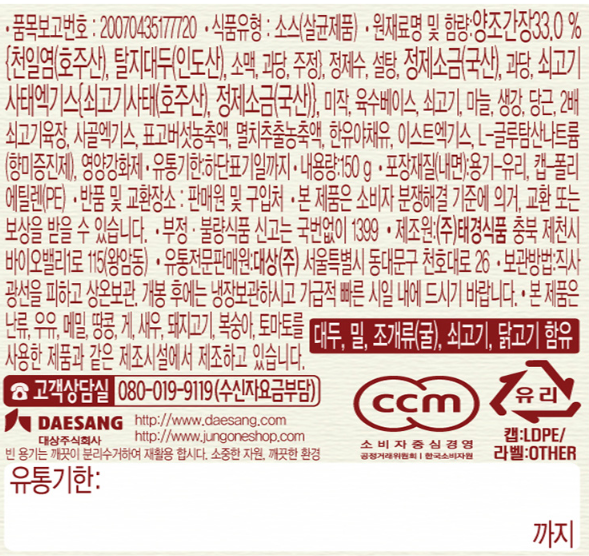 •품목보고번호 : 20070435177720 •식품유형 : 소스(살균제품) •원재료명 및 함량:양조간장33.0 %
{천일염(호주산), 탈지대두(인도산), 소맥, 과당, 주정}, 정제수, 설탕, 정제소금(국산), 과당, 쇠고기
사태엑기스{쇠고기사태(호주산), 정제소금(국산)}, 미작, 육수베이스, 쇠고기, 마늘, 생강, 당근, 2배
쇠고기육장, 사골엑기스, 표고버섯농축액, 멸치추출농축액, 한유야채유, 이스트엑기스, L-글루탐산나트륨
(향미증진제), 영양강화제 •유통기한:하단표기일까지 •내용량:150 g •포장재질(내면):용기-유리, 캡-폴리
에틸렌(PE) •반품 및 교환장소 : 판매원 및 구입처 •본 제품은 소비자 분쟁해결 기준에 의거, 교환 또는
보상을 받을 수 있습니다. •부정·불량식품 신고는 국번없이 1399 •제조원:(주)태경식품 충북 제천시
바이오밸리1로 115(왕암동) •유통전문판매원:대상(주) 서울특별시 동대문구 천호대로 26 •보관방법:직사
광선을 피하고 상온보관. 개봉 후에는 냉장보관하시고 가급적 빠른 시일 내에 드시기 바랍니다. •본 제품은
난류, 우유, 메밀, 땅콩, 게, 새우, 돼지고기, 복숭아, 토마토를
사용한 제품과 같은 제조시설에서 제조하고 있습니다.
대두, 밀, 조개류(굴), 쇠고기, 닭고기 함유
☎고객상담실 080-019-9119(수신자요금부담)
DAESANG
대상주식회사
http://www.daesang.com
http://www.jungoneshop.com
빈 용기는 깨끗이 분리수거하여 재활용 합시다. 소중한 자원, 깨끗한 환경
ccm
소비자중심경영
공정거래위원회 | 한국소비자원
유리
캡:LDPE/
라벨:OTHER
유통기한:
까지